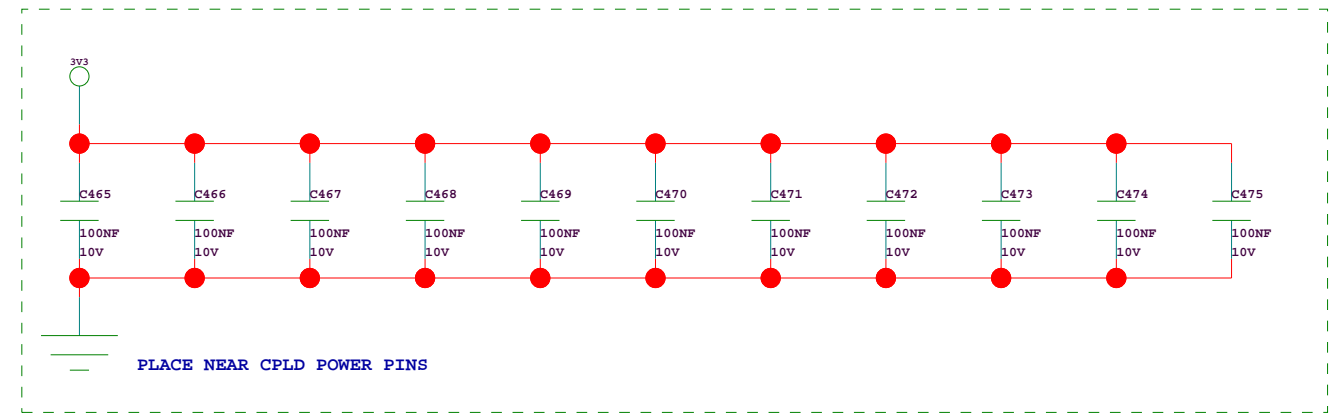 3V3
C465 C466 C467 C468 C469 C470 C471 C472 C473 C474 C475
100NF 100NF 100NF 100NF 100NF 100NF 100NF 100NF 100NF 100NF 100NF
10V 10V 10V 10V 10V 10V 10V 10V 10V 10V 10V
PLACE NEAR CPLD POWER PINS